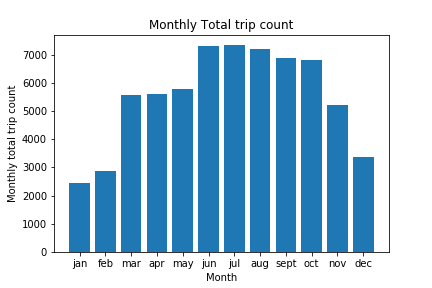 Monthly Total trip count
Monthly total trip count
7000
6000
5000
4000
3000
2000
1000
0
jan feb mar apr may jun jul aug sept oct nov dec
Month